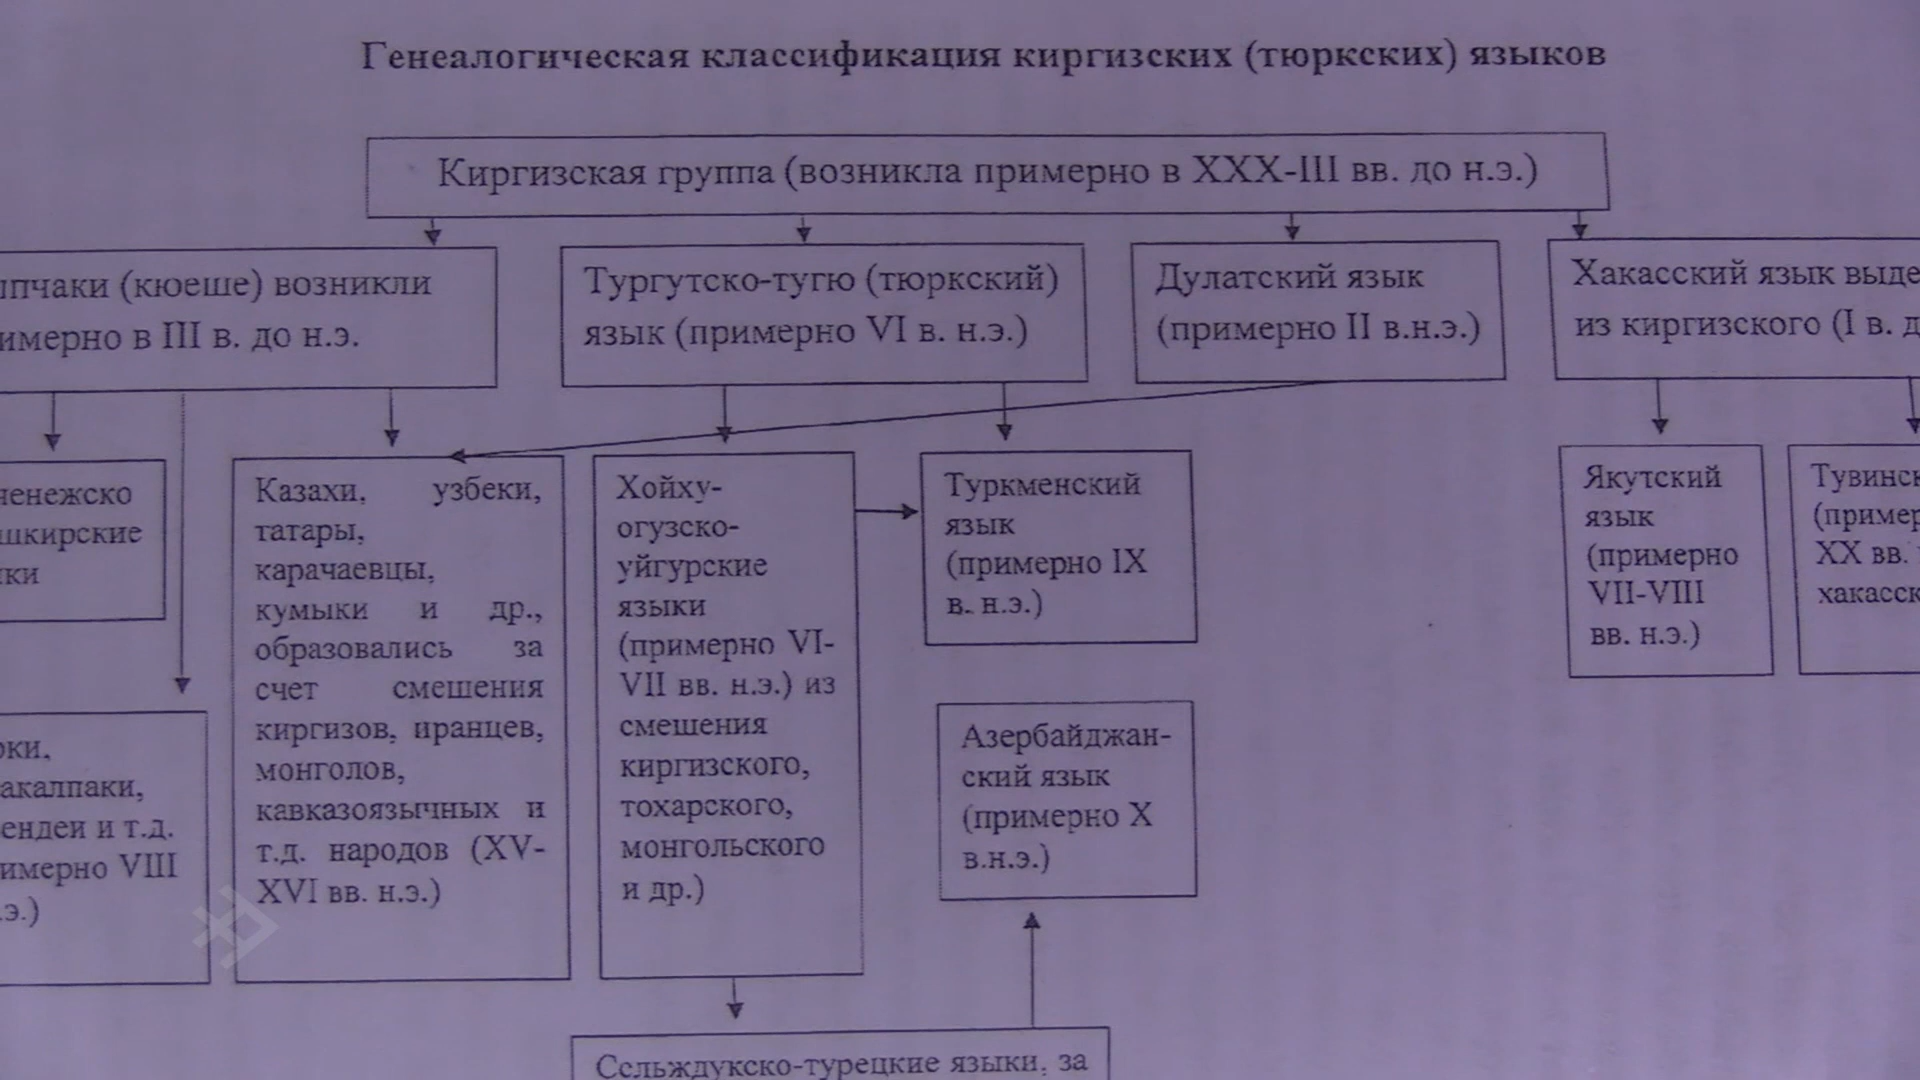 Генеалогическая классификация киргизских (тюркских) языков
Киргизская группа (возникла примерно в XXX-III вв. до н.э.)
ыпчаки (кюеше) возникли
имерно в III в. до н.э.
Тургутско-тугю (тюркский)
язык (примерно VI в. н.э.)
Дулатский язык
(примерно II в.н.э.)
Хакасский язык выде
из киргизского (I в. д
ченежско
шкирские
ки
Казахи, узбеки,
татары,
карачаевцы,
кумыки и др.,
образовались за
счет смешения
киргизов, иранцев,
монголов,
кавказоязычных и
т.д. народов (XV-
XVI вв. н.э.)
Хойху-
огузско-
уйгурские
языки
(примерно VI-
VII вв. н.э.) из
смешения
киргизского,
тохарского,
монгольского
и др.)
Туркменский
язык
(примерно IX
в. н.э.)
Якутский
язык
(примерно
VII-VIII
вв. н.э.)
Тувинск
(пример
XX вв.
хакасск
ки,
акалпаки,
ендеи и т.д.
имерно VIII
.э.)
Азербайджан-
ский язык
(примерно X
в.н.э.)
Сельждукско-турецкие языки, за